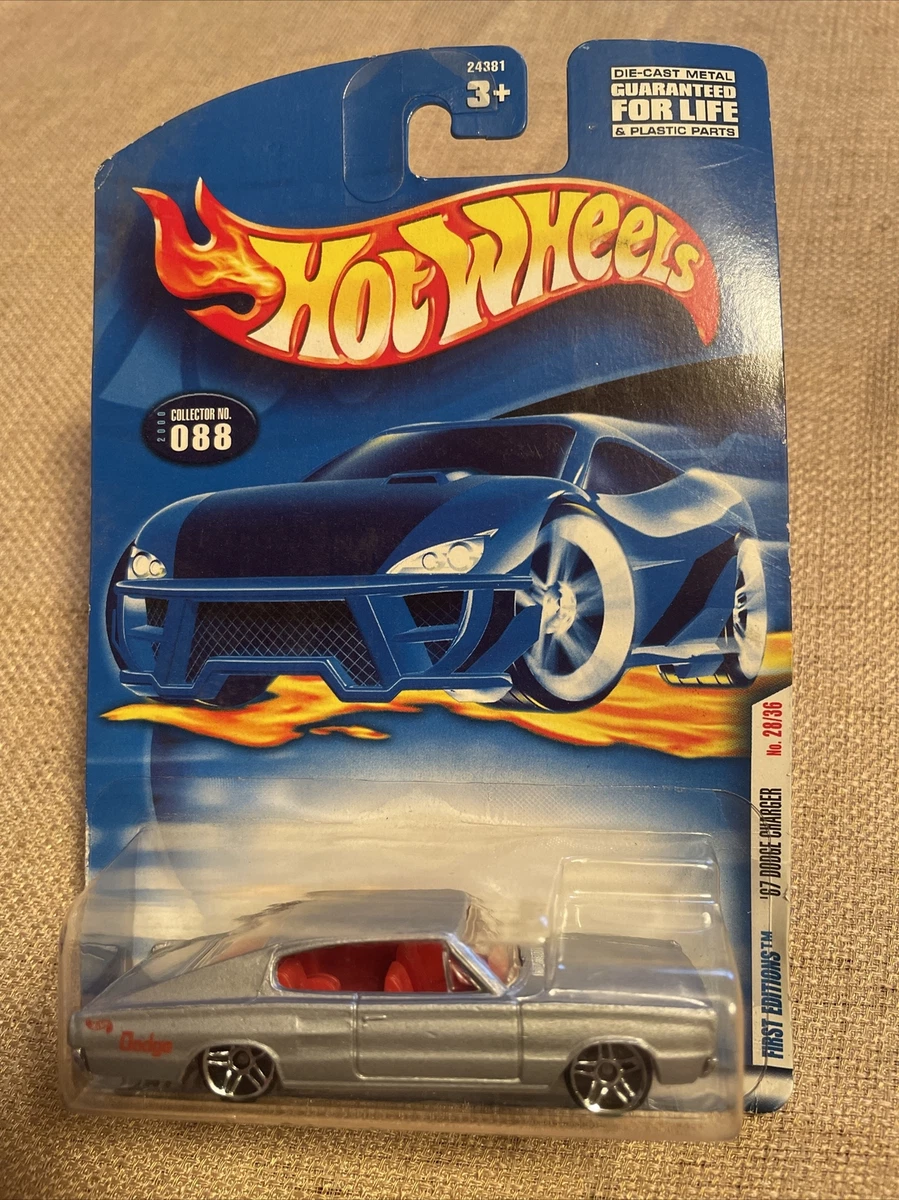 24381
3+
DIE-CAST METAL
GUARANTEED
FOR LIFE
& PLASTIC PARTS
HOT WHEELS
2000
COLLECTOR NO.
088
No. 28/36
'67 DODGE CHARGER
FIRST EDITIONS™
Dodge